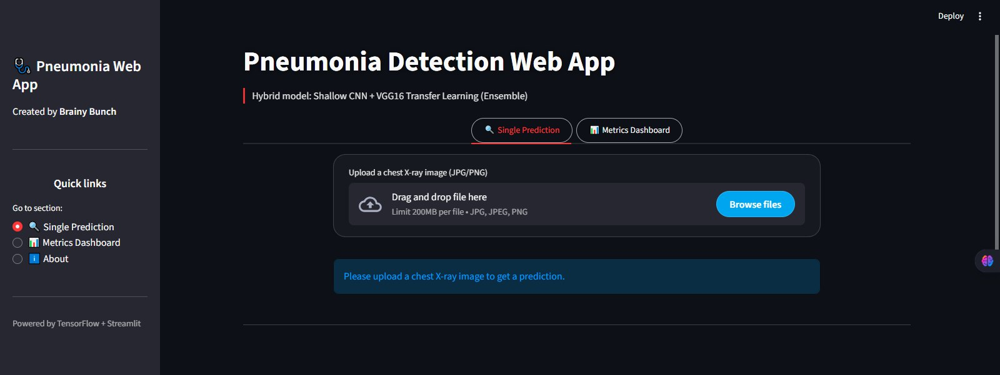 Deploy
Pneumonia Web
App
Created by Brainy Bunch
Quick links
Go to section:
Single Prediction
Metrics Dashboard
About
Powered by TensorFlow + Streamlit
Pneumonia Detection Web App
Hybrid model: Shallow CNN + VGG16 Transfer Learning (Ensemble)
Single Prediction
Metrics Dashboard
Upload a chest X-ray image (JPG/PNG)
Drag and drop file here
Limit 200MB per file • JPG, JPEG, PNG
Browse files
Please upload a chest X-ray image to get a prediction.